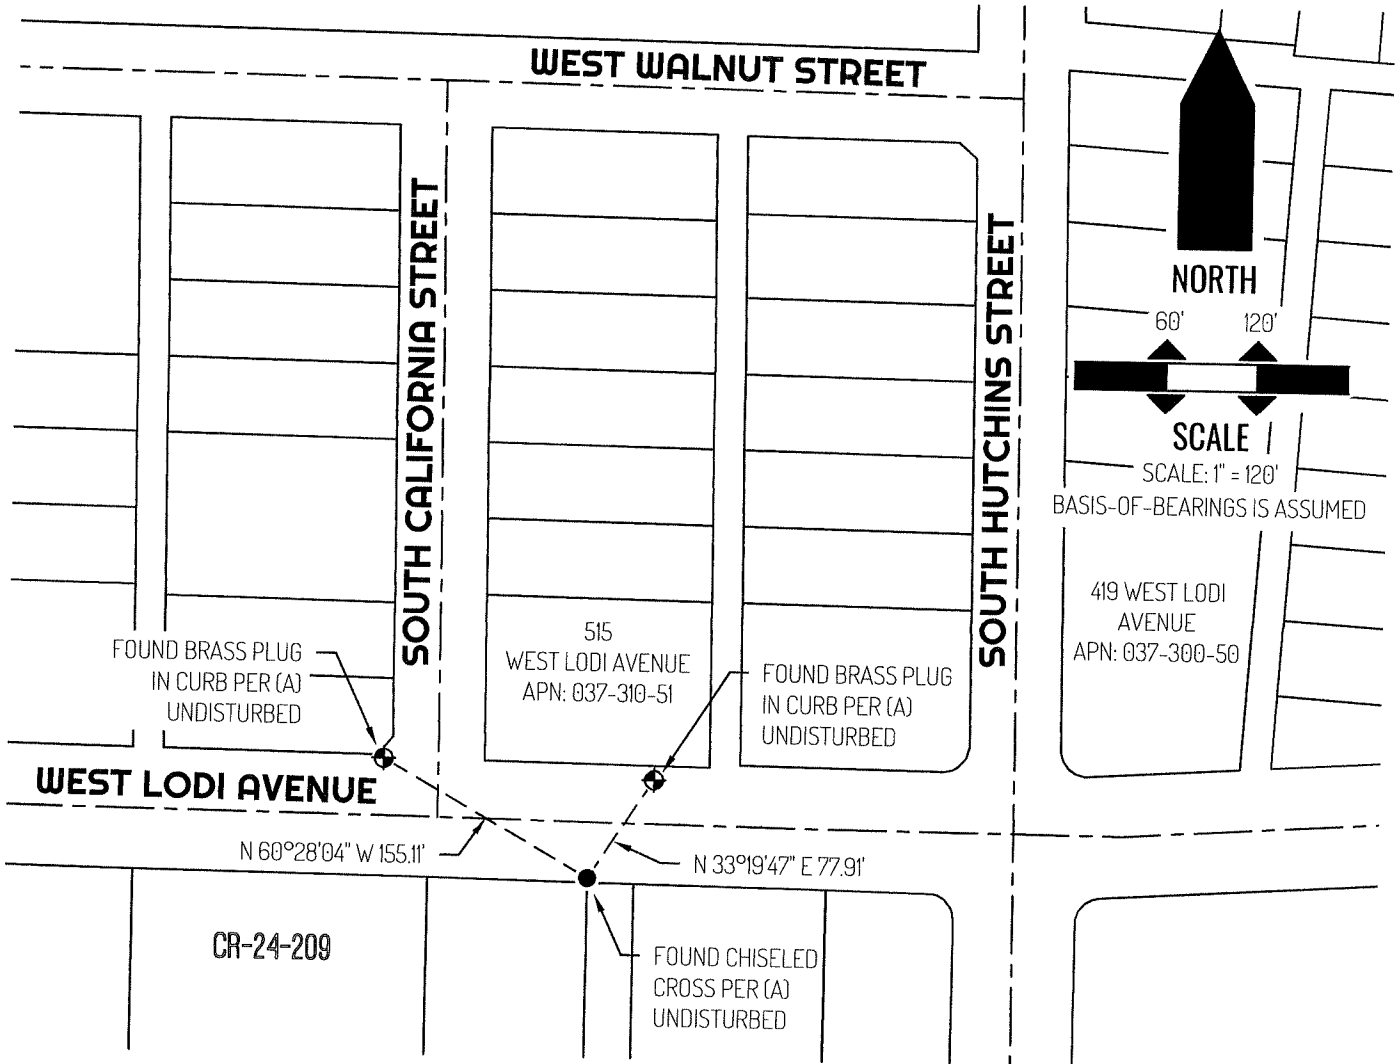 WEST WALNUT STREET
SOUTH CALIFORNIA STREET
SOUTH HUTCHINS STREET
NORTH
60' 120'
SCALE
SCALE: 1" = 120'
BASIS-OF-BEARINGS IS ASSUMED
419 WEST LODI
AVENUE
APN: 037-300-50
515
WEST LODI AVENUE
APN: 037-310-51
FOUND BRASS PLUG
IN CURB PER (A)
UNDISTURBED
FOUND BRASS PLUG
IN CURB PER (A)
UNDISTURBED
WEST LODI AVENUE
N 60°28'04" W 155.11'
N 33°19'47" E 77.91'
CR-24-209
FOUND CHISELED
CROSS PER (A)
UNDISTURBED